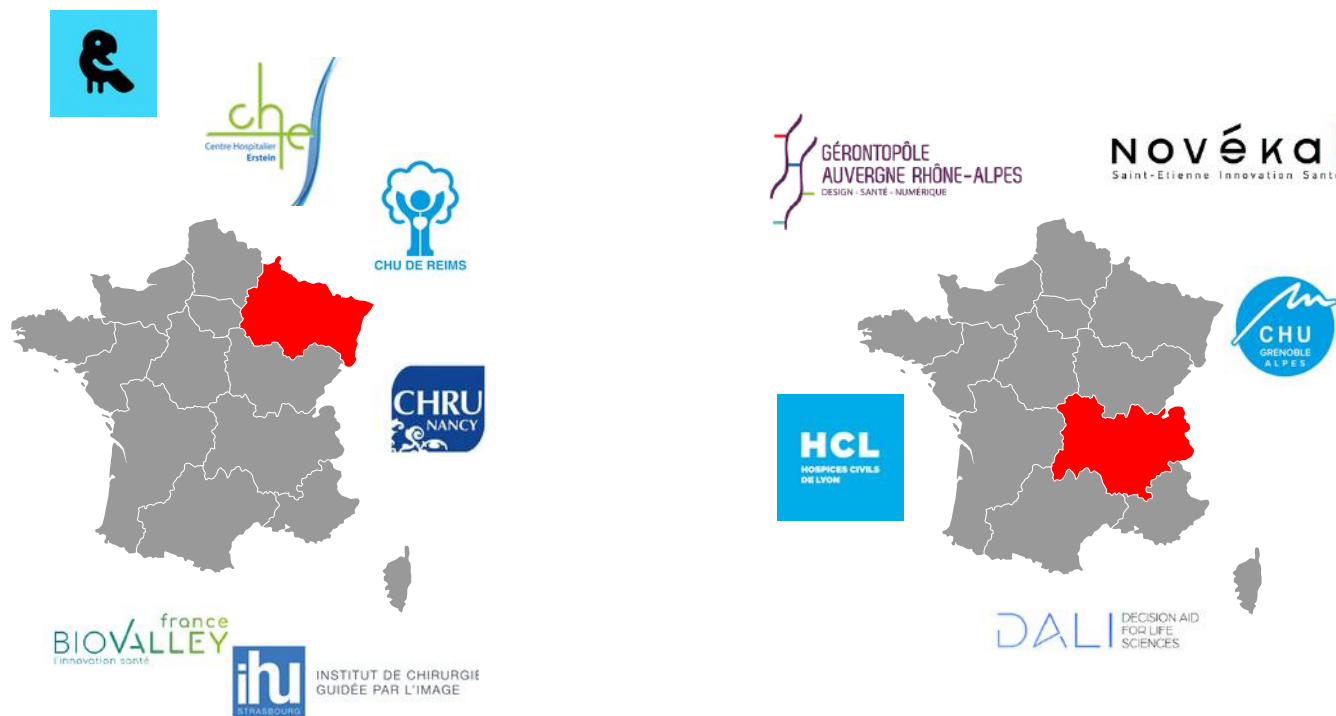 che
Centre Hospitalier
Erstein
CHU DE REIMS
CHRU
NANCY
france
BIOVALLEY
l'innovation santé
ihu
STRASBOURG
INSTITUT DE CHIRURGIE
GUIDÉE PAR L'IMAGE
GÉRONTOPÔLE
AUVERGNE RHÔNE-ALPES
DESIGN - SANTÉ - NUMÉRIQUE
NOVéKa
Saint-Etienne Innovation Santé
CHU
GRENOBLE
ALPES
HCL
HOSPICES CIVILS
DE LYON
DALI
DECISION AID
FOR LIFE
SCIENCES